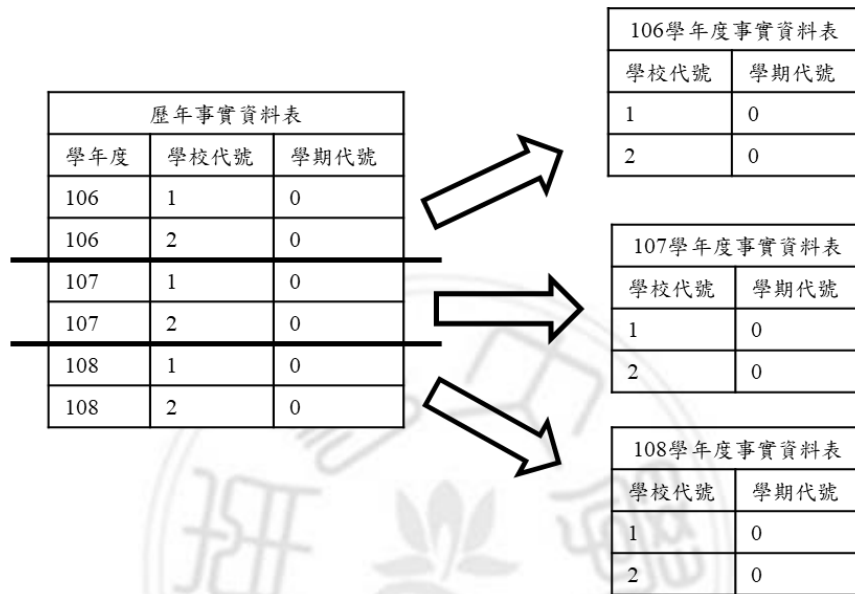 歷年事實資料表
學年度 學校代號 學期代號
106 1 0
106 2 0
107 1 0
107 2 0
108 1 0
108 2 0
106學年度事實資料表
學校代號 學期代號
1 0
2 0
107學年度事實資料表
學校代號 學期代號
1 0
2 0
108學年度事實資料表
學校代號 學期代號
1 0
2 0